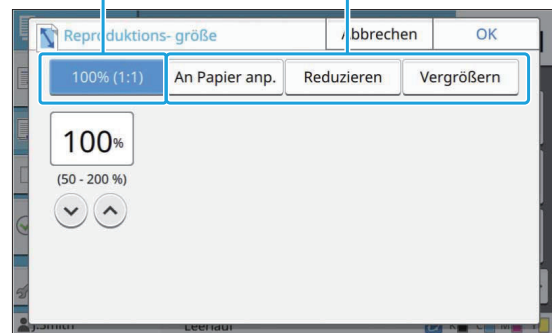 Reproduktions- größe
Abbrechen
OK
100% (1:1)
An Papier anp.
Reduzieren
Vergrößern
100%
(50 - 200 %)
J.Smith
Leerlauf
K
C
M